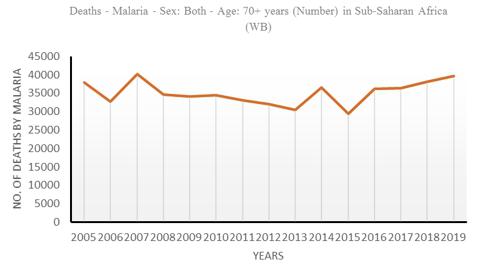 Deaths - Malaria - Sex: Both - Age: 70+ years (Number) in Sub-Saharan Africa
(WB)
NO. OF DEATHS BY MALARIA
45000
40000
35000
30000
25000
20000
15000
10000
5000
0
2005 2006 2007 2008 2009 2010 2011 2012 2013 2014 2015 2016 2017 2018 2019
YEARS